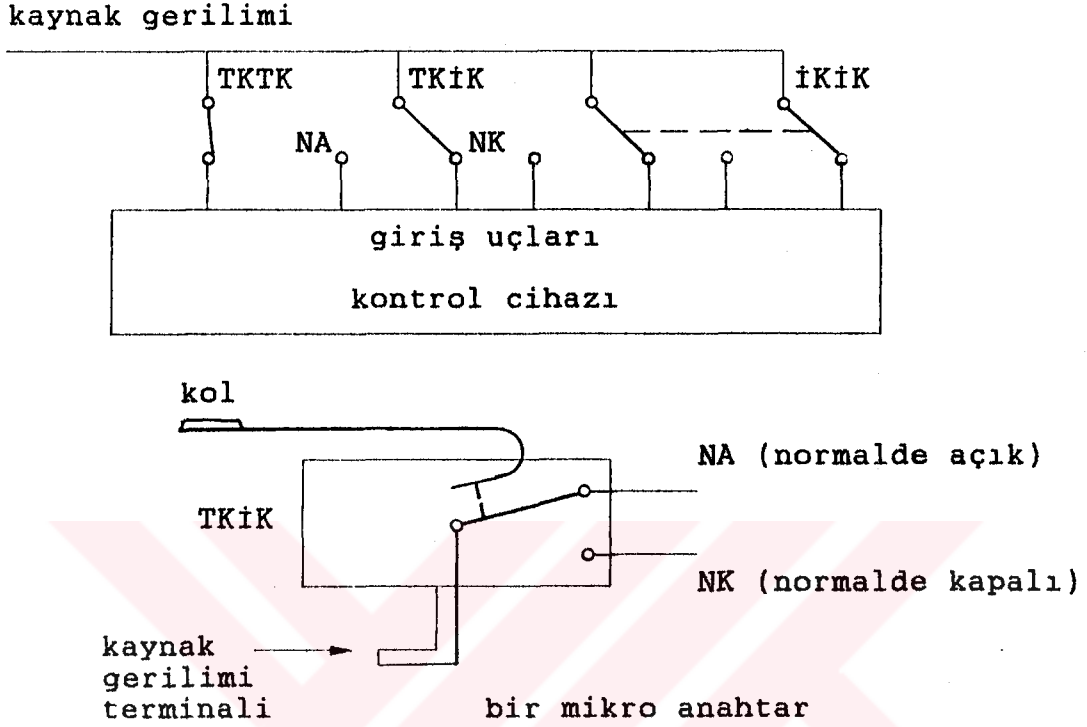 kaynak gerilimi
TKTK
TKİK
İKİK
NA
NK
giriş uçları
kontrol cihazı
kol
NA (normalde açık)
TKİK
NK (normalde kapalı)
kaynak
gerilimi
terminali
bir mikro anahtar